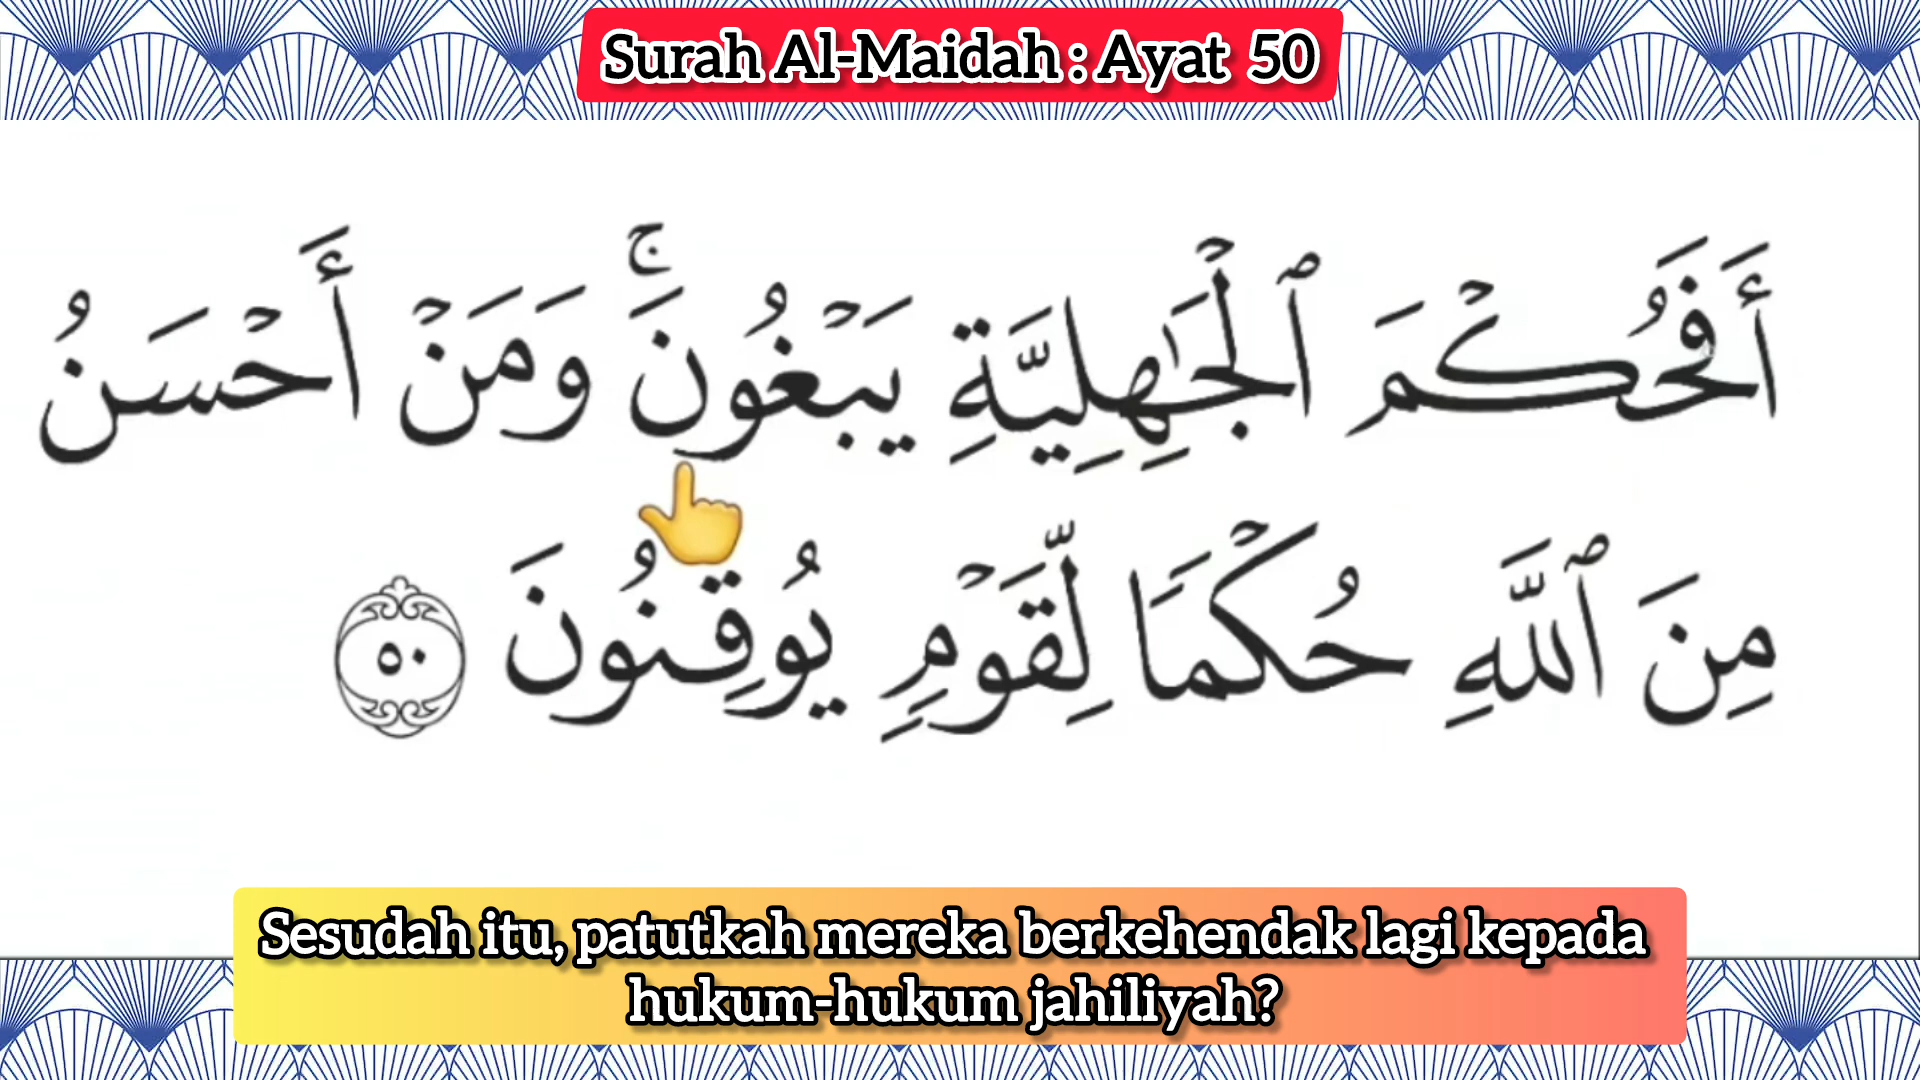 Surah Al-Maidah : Ayat 50
أَفَحُكۡمَ ٱلۡجَٰهِلِيَّةِ يَبۡغُونَۚ وَمَنۡ أَحۡسَنُ
مِنَ ٱللَّهِ حُكۡمٗا لِّقَوۡمٖ يُوقِنُونَ ٥٠
Sesudah itu, patutkah mereka berkehendak lagi kepada
hukum-hukum jahiliyah?